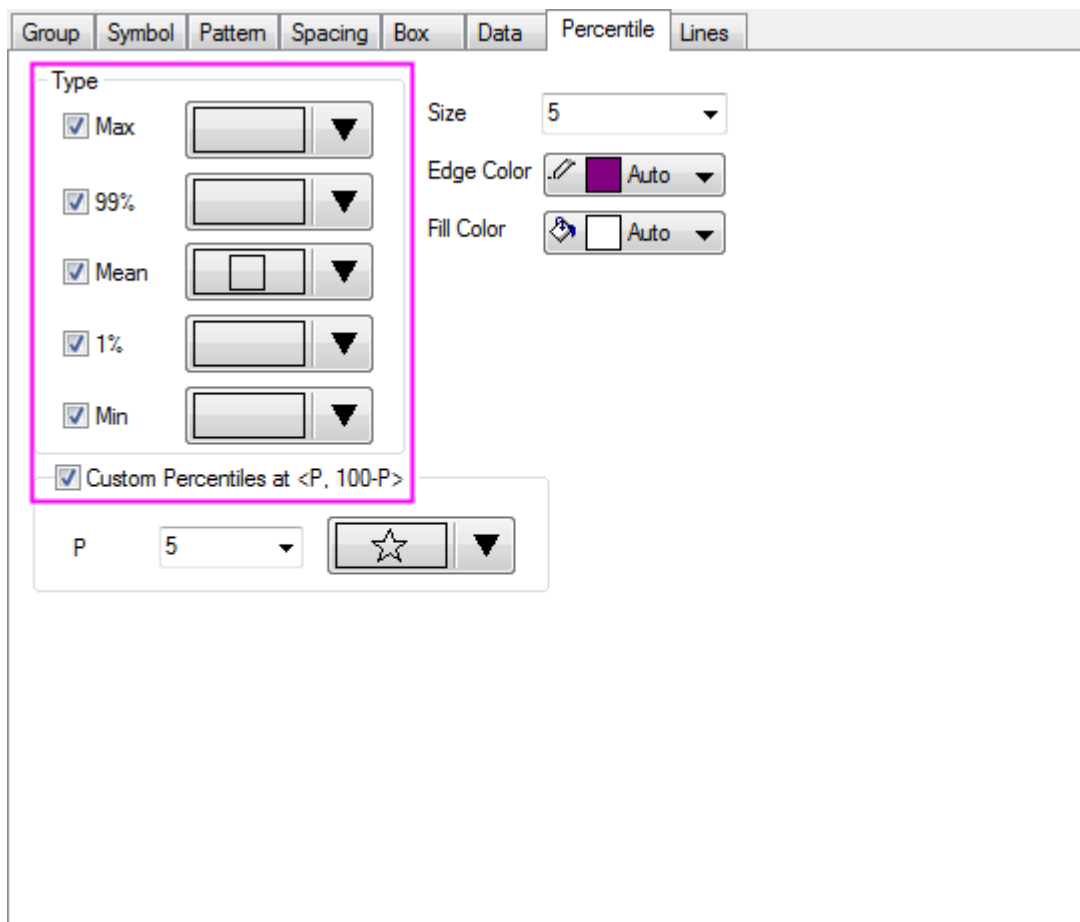 Group Symbol Pattern Spacing Box Data Percentile Lines
Type
Max
Size 5
99%
Edge Color Auto
Mean
Fill Color Auto
1%
Min
Custom Percentiles at <P, 100-P>
P 5